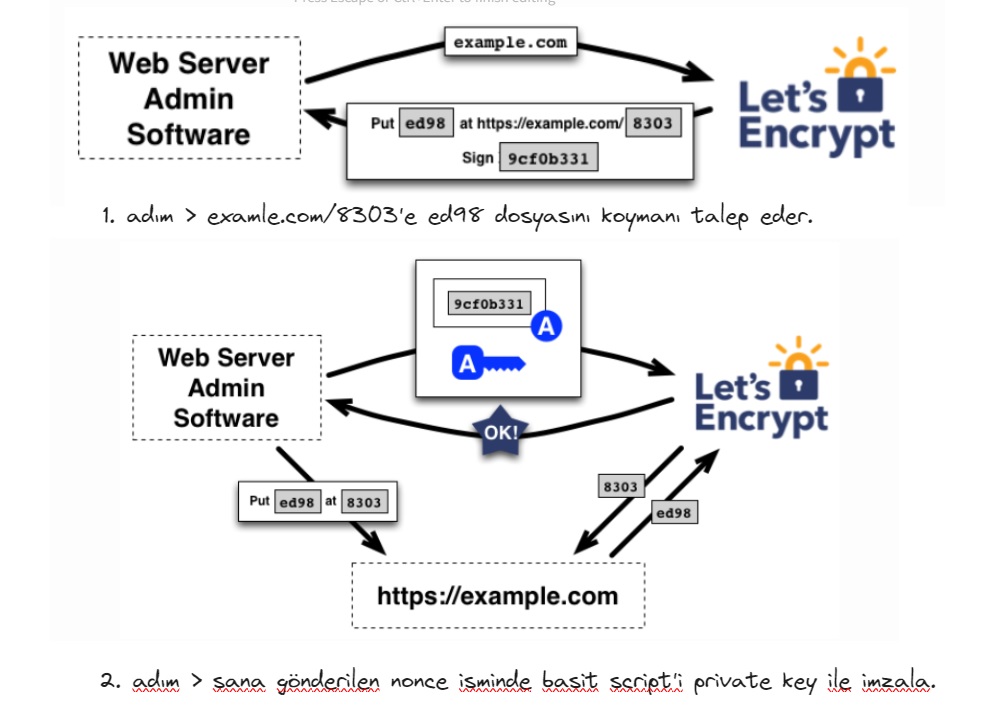 Press Escape or Ctrl+Enter to finish editing
example.com
Web Server
Admin
Software
Let's
Encrypt
Put ed98 at https://example.com/ 8303
Sign 9cf0b331
1. adım > examle.com/8303'e ed98 dosyasını koymanı talep eder.
9cf0b331
A
A
Web Server
Admin
Software
Let's
Encrypt
OK!
Put ed98 at 8303
8303
ed98
https://example.com
2. adım > sana gönderilen nonce isminde basit script'i private key ile imzala.